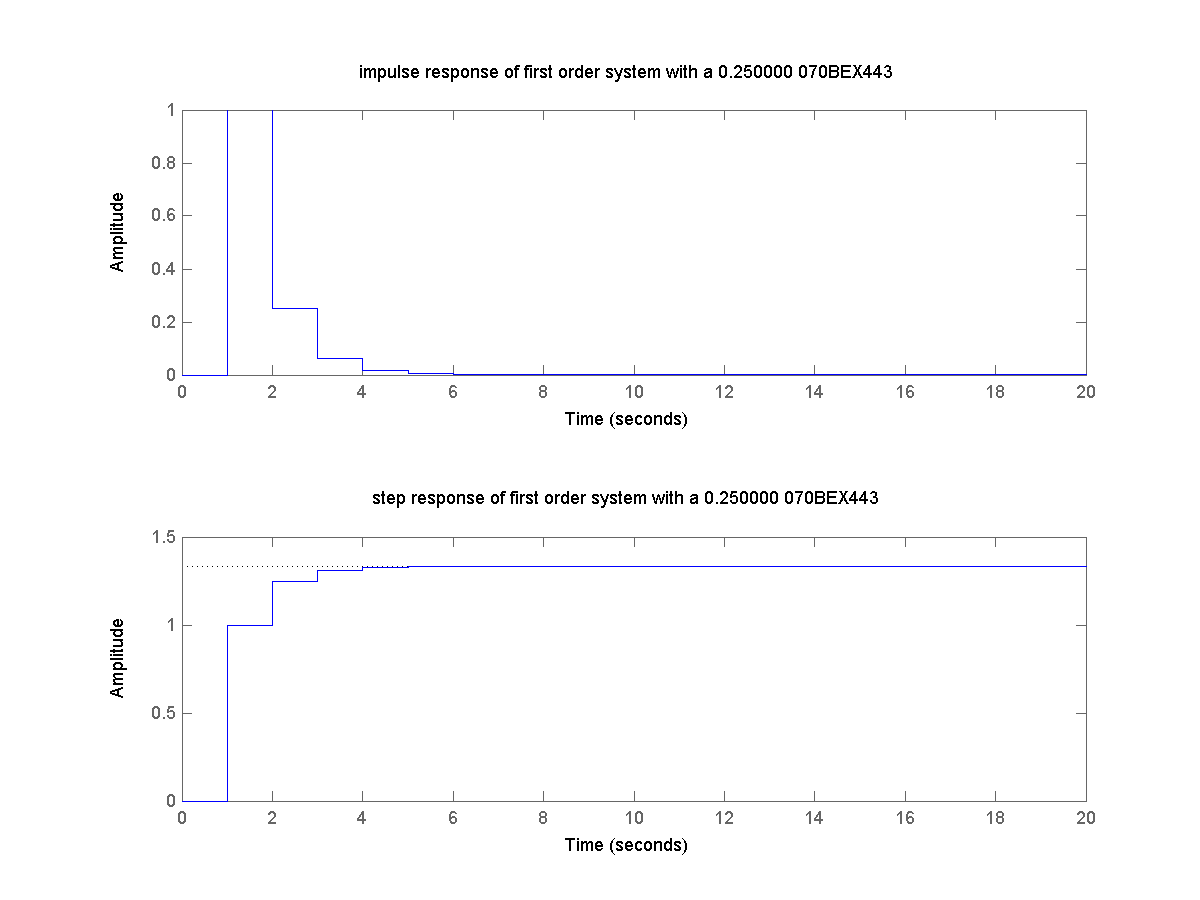 impulse response of first order system with a 0.250000 070BEX443
1
0.8
0.6
0.4
0.2
0
Amplitude
0 2 4 6 8 10 12 14 16 18 20
Time (seconds)
step response of first order system with a 0.250000 070BEX443
1.5
1
0.5
0
Amplitude
0 2 4 6 8 10 12 14 16 18 20
Time (seconds)